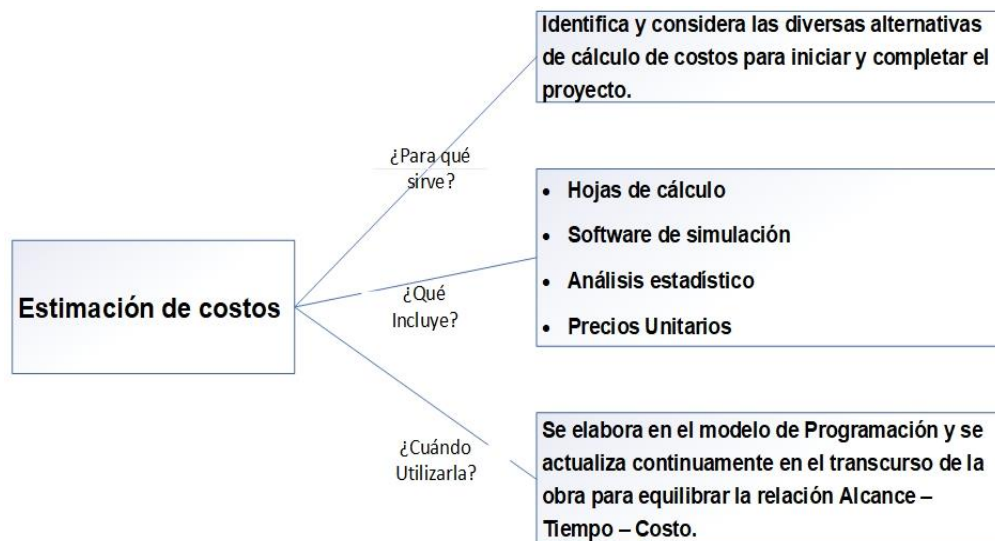 Identifica y considera las diversas alternativas
de cálculo de costos para iniciar y completar el
proyecto.
¿Para qué
sirve?
• Hojas de cálculo
• Software de simulación
• Análisis estadístico
• Precios Unitarios
Estimación de costos
¿Qué
Incluye?
¿Cuándo
Utilizarla?
Se elabora en el modelo de Programación y se
actualiza continuamente en el transcurso de la
obra para equilibrar la relación Alcance –
Tiempo – Costo.